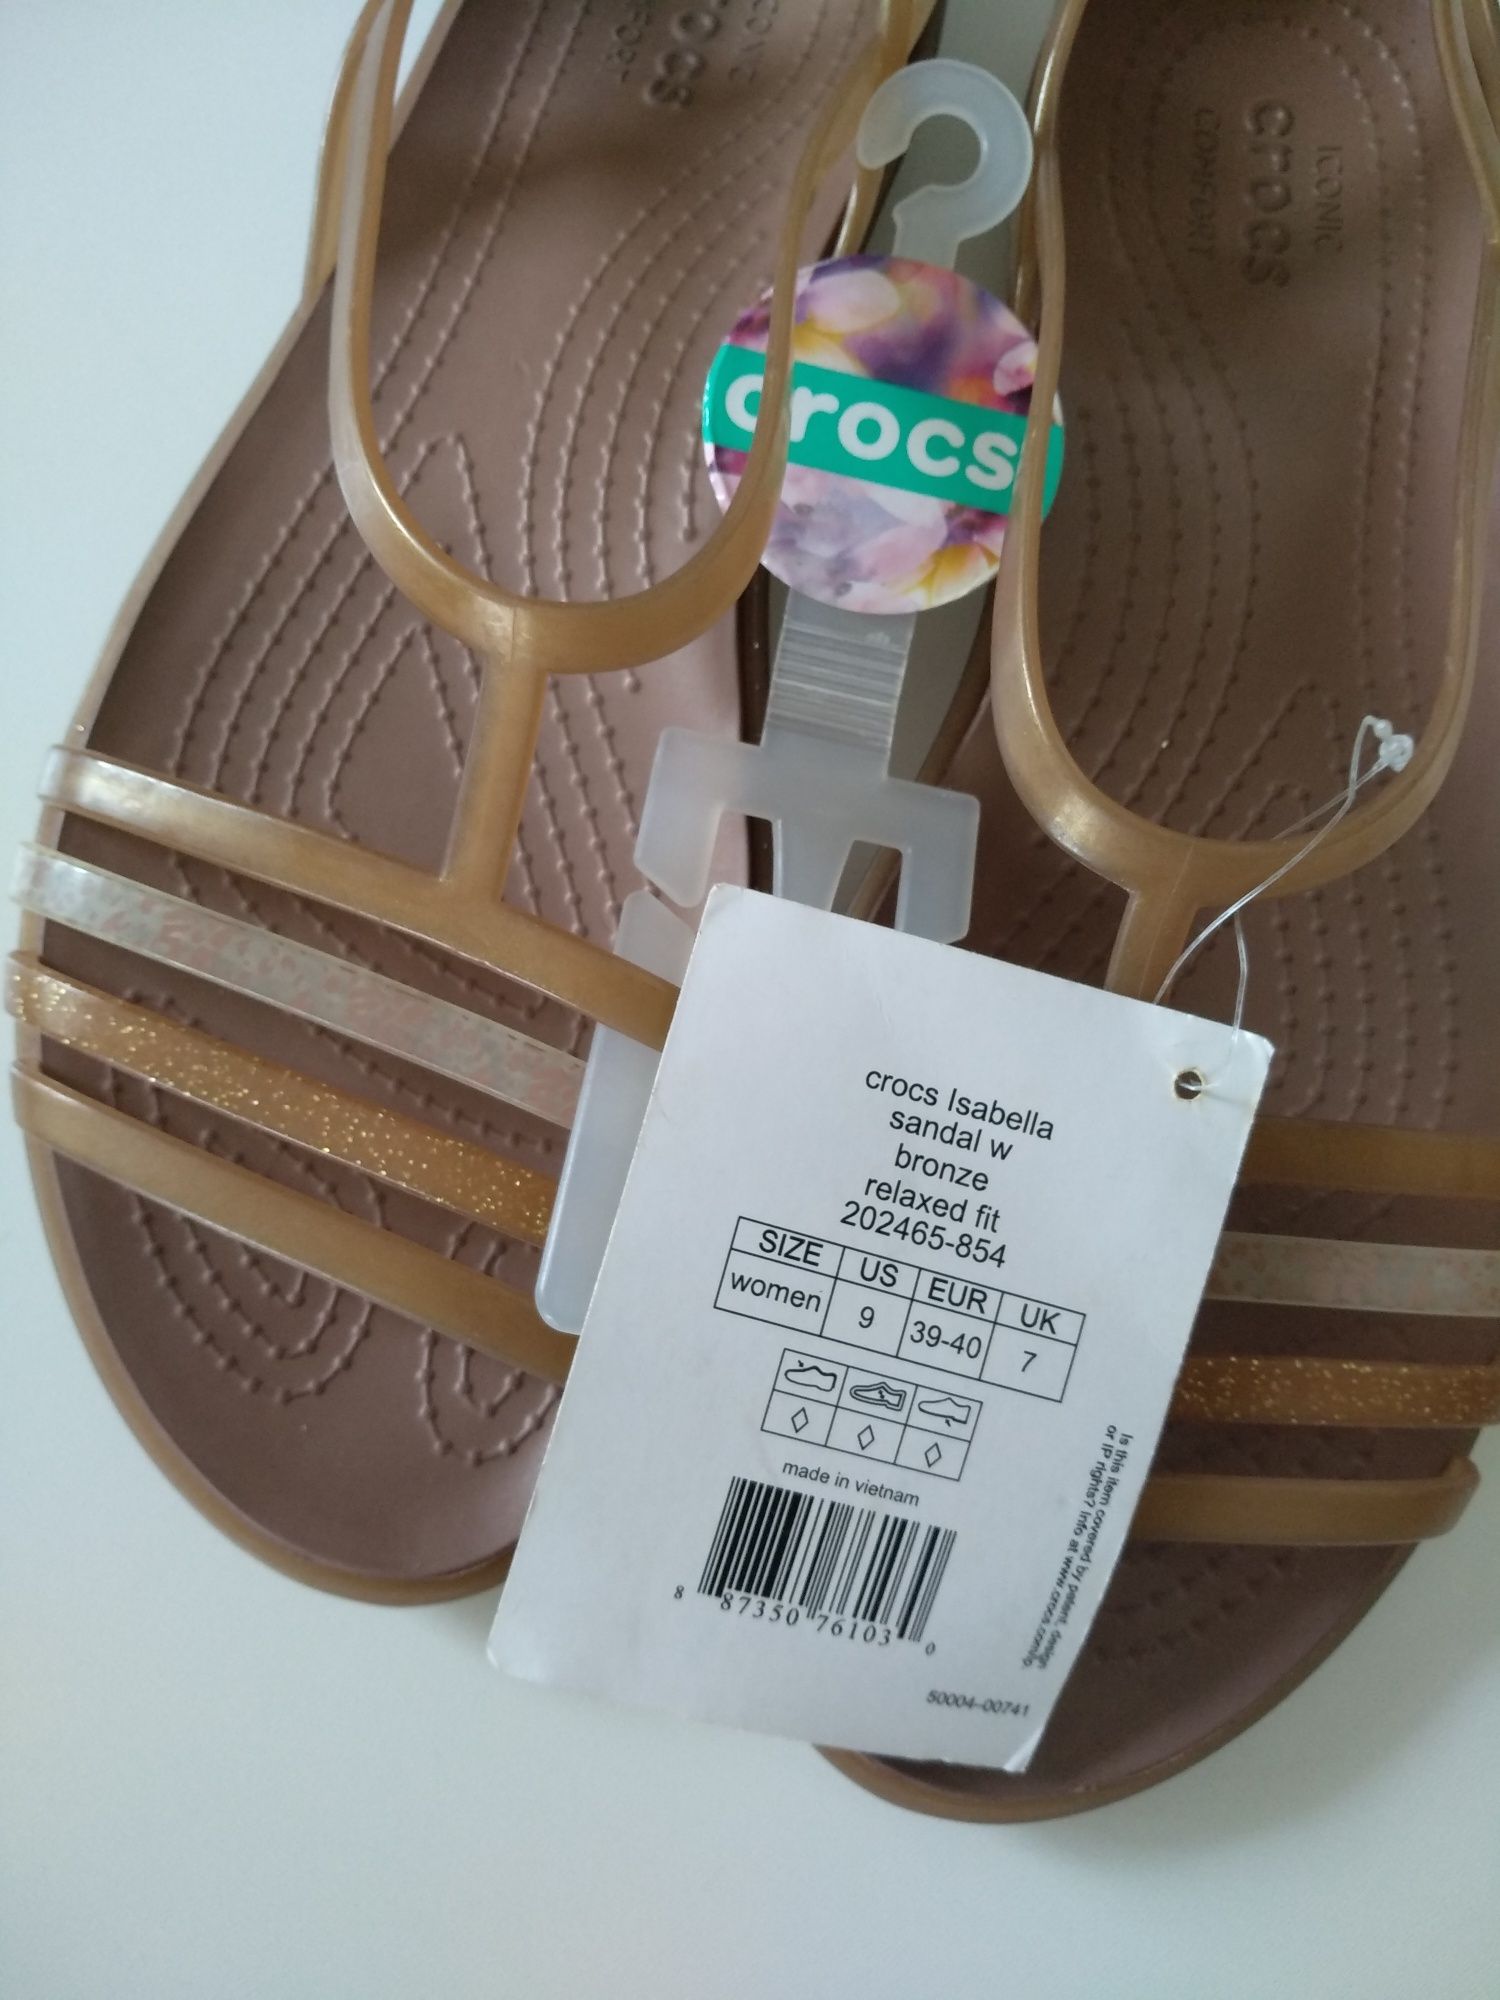 crocs
ICONIC
crocs
COMFORT
crocs
crocs Isabella
sandal w
bronze
relaxed fit
202465-854
SIZE US EUR UK
women 9 39-40 7
made in vietnam
8 87350 76103 0
Is this item covered by patent, design
or IP rights? Info at www.crocs.com/ip.
50004-00741